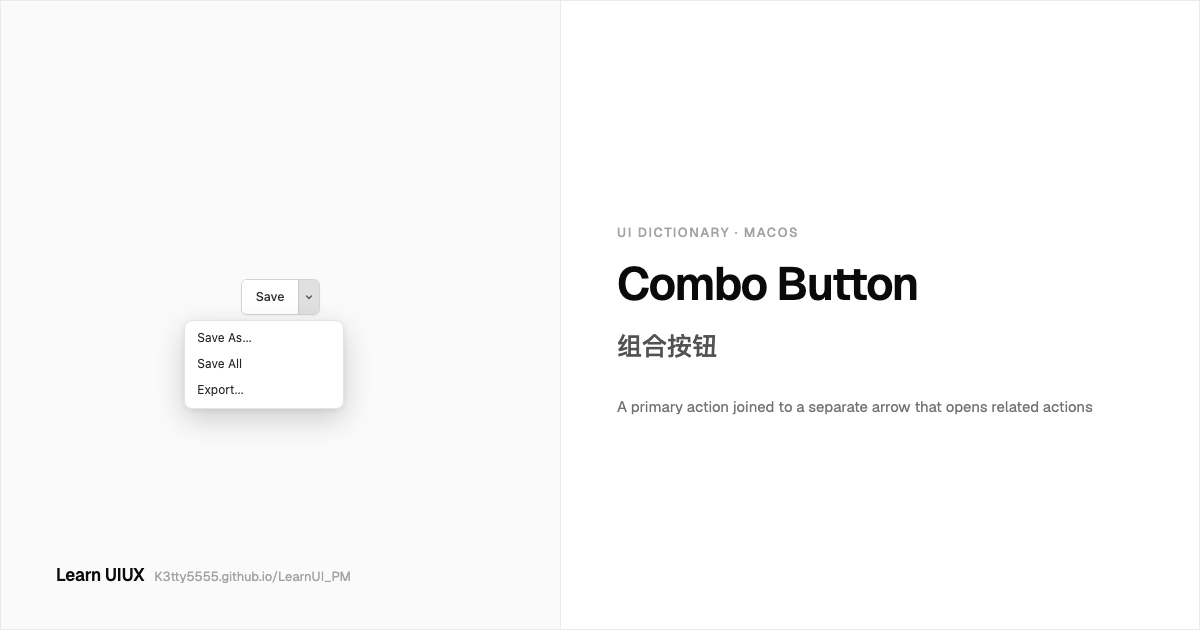 Save
Save As...
Save All
Export...
Learn UIUX K3tty5555.github.io/LearnUI_PM
UI DICTIONARY · MACOS
Combo Button
组合按钮
A primary action joined to a separate arrow that opens related actions